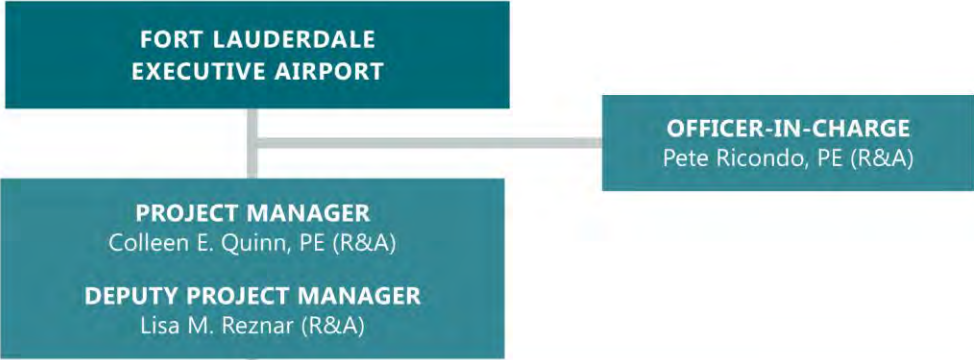 FORT LAUDERDALE
EXECUTIVE AIRPORT
OFFICER-IN-CHARGE
Pete Ricondo, PE (R&A)
PROJECT MANAGER
Colleen E. Quinn, PE (R&A)
DEPUTY PROJECT MANAGER
Lisa M. Reznar (R&A)